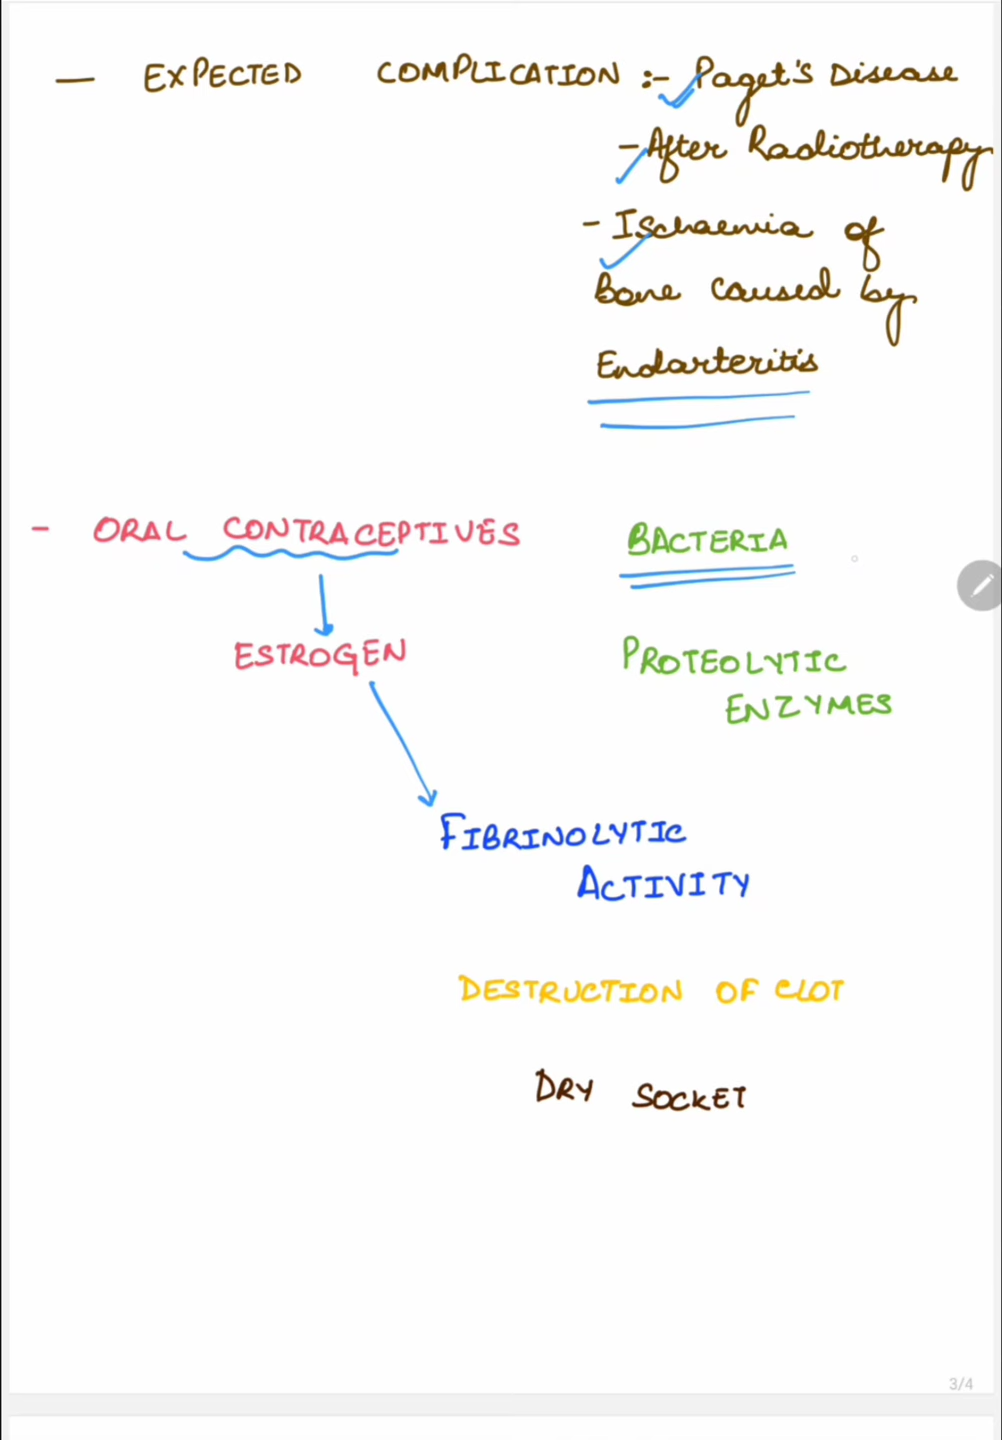 — EXPECTED COMPLICATION :- Paget's Disease
- After Radiotherapy
- Ischaemia of
Bone caused by
Endarteritis
- ORAL CONTRACEPTIVES BACTERIA
ESTROGEN PROTEOLYTIC
ENZYMES
FIBRINOLYTIC
ACTIVITY
DESTRUCTION OF CLOT
DRY SOCKET
3/4